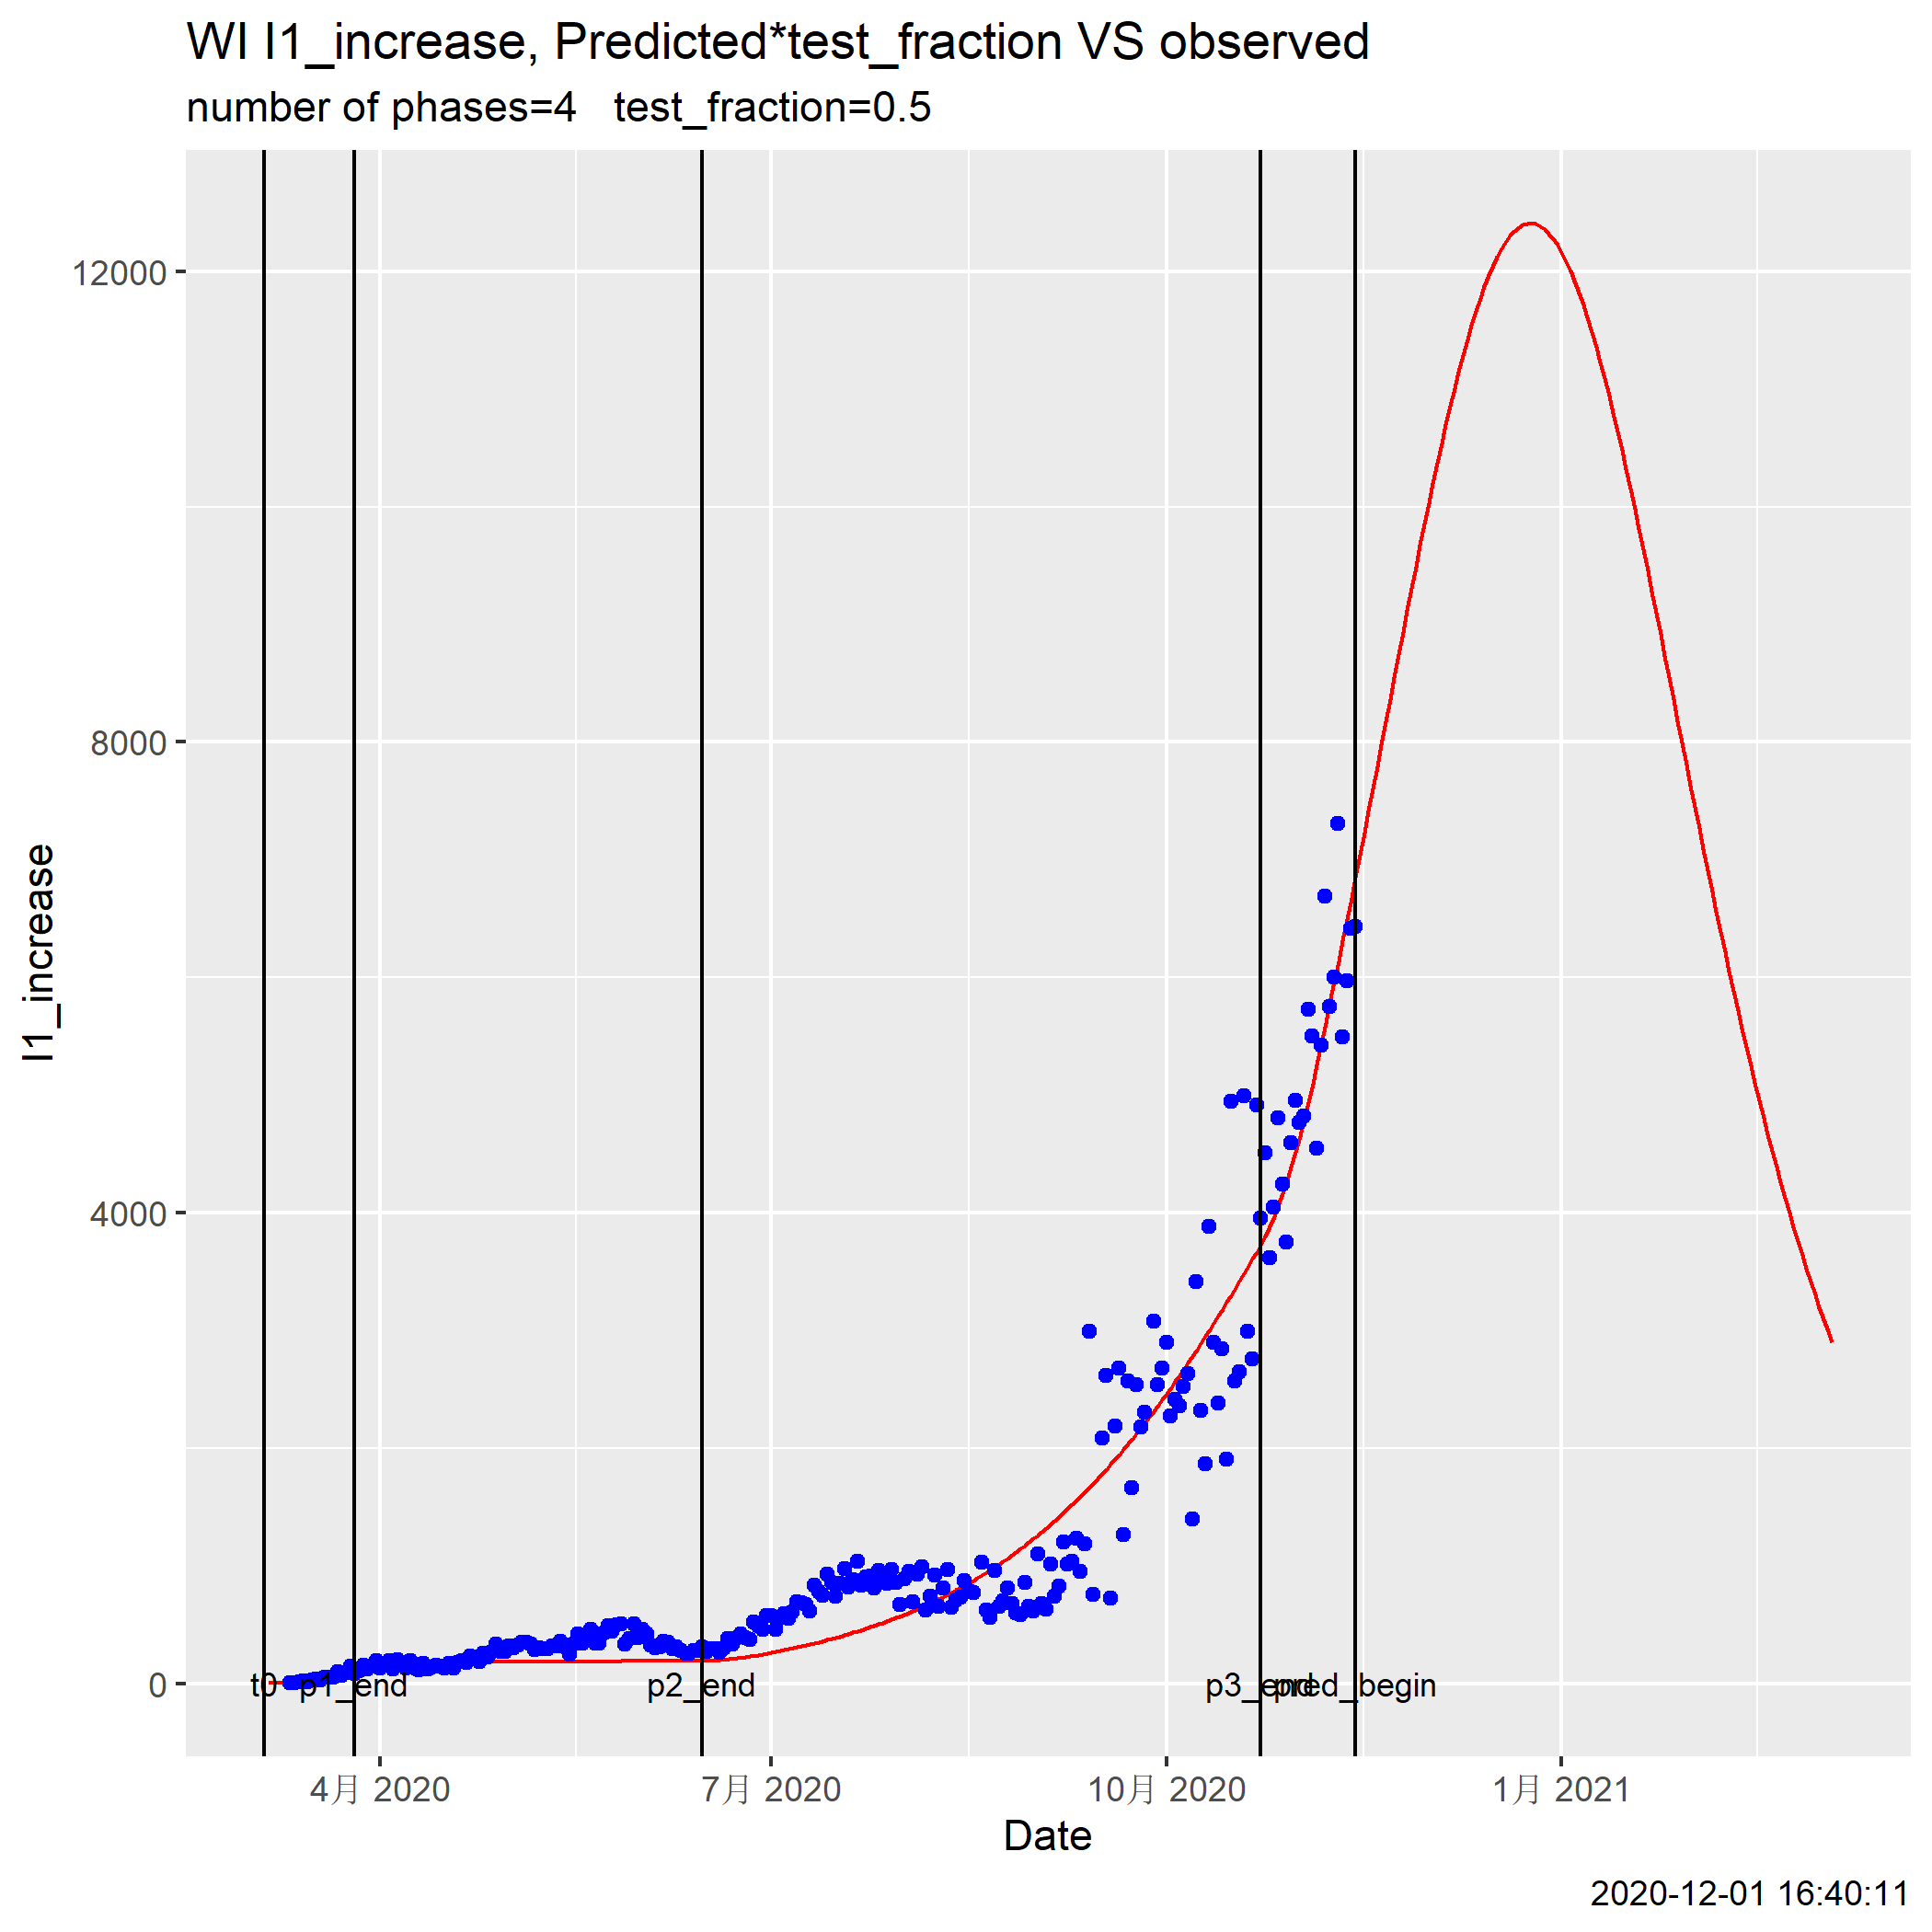 WI I1_increase, Predicted*test_fraction VS observed
number of phases=4   test_fraction=0.5
12000
8000
4000
0
I1_increase
t0 p1_end p2_end p3_end pred_begin
4月 2020 7月 2020 10月 2020 1月 2021
Date
2020-12-01 16:40:11